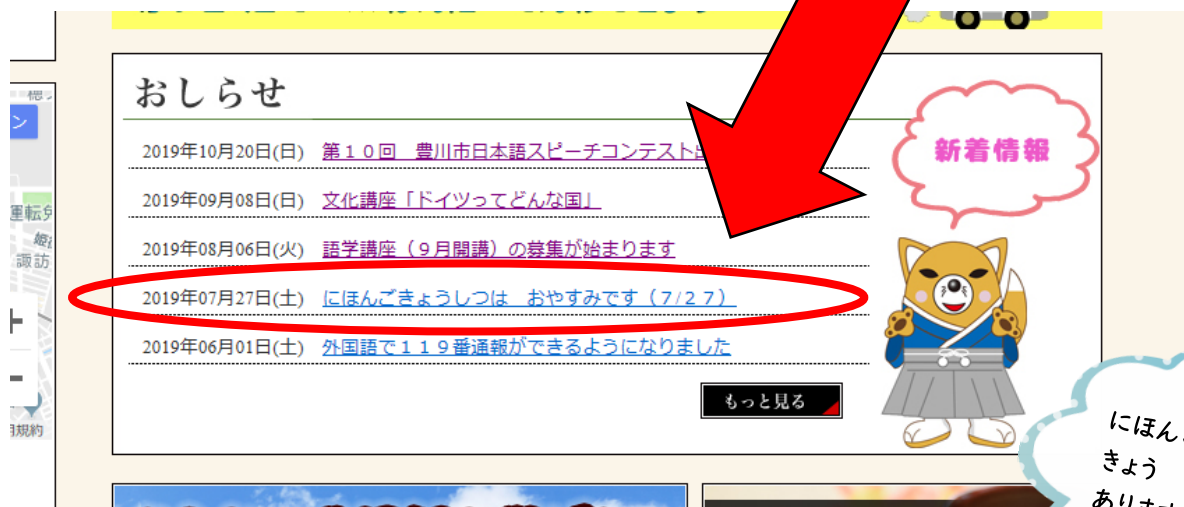 おしらせ
2019年10月20日(日) 第１０回　豊川市日本語スピーチコンテスト
2019年09月08日(日) 文化講座「ドイツってどんな国」
2019年08月06日(火) 語学講座（９月開講）の募集が始まります
2019年07月27日(土) にほんごきょうしつは　おやすみです（７/２７）
2019年06月01日(土) 外国語で１１９番通報ができるようになりました
もっと見る
新着情報
ン
運転免
諏訪
+
-
用規約
にほん
きょう
あります